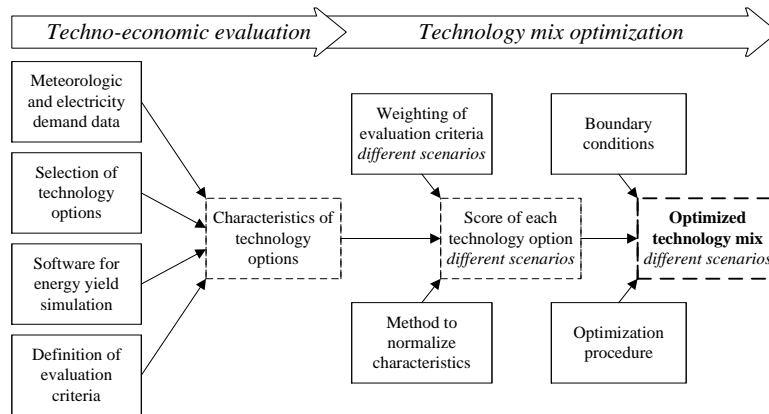 Techno-economic evaluation
Technology mix optimization
Meteorologic
and electricity
demand data
Selection of
technology
options
Software for
energy yield
simulation
Definition of
evaluation
criteria
Characteristics of
technology
options
Weighting of
evaluation criteria
different scenarios
Score of each
technology option
different scenarios
Method to
normalize
characteristics
Boundary
conditions
Optimized
technology mix
different scenarios
Optimization
procedure